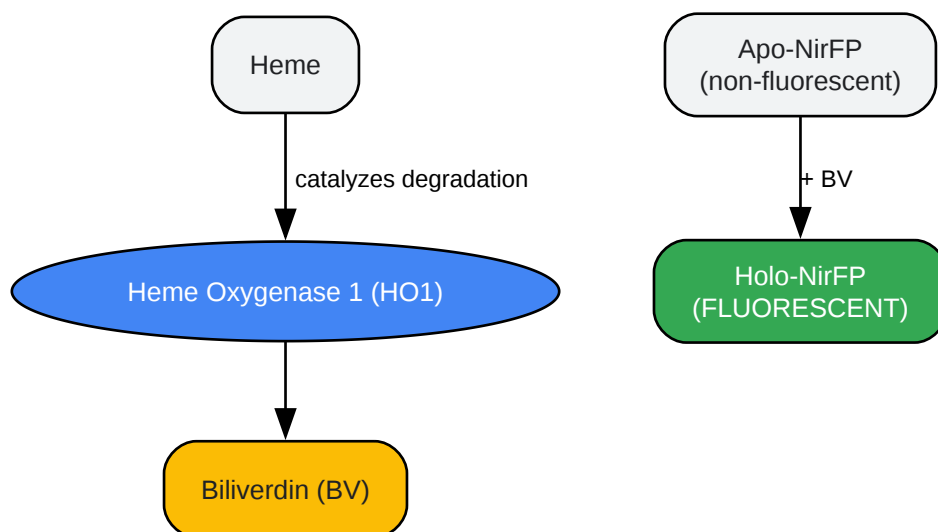 Heme
catalyzes degradation
Heme Oxygenase 1 (HO1)
Biliverdin (BV)
Apo-NirFP
(non-fluorescent)
+ BV
Holo-NirFP
(FLUORESCENT)